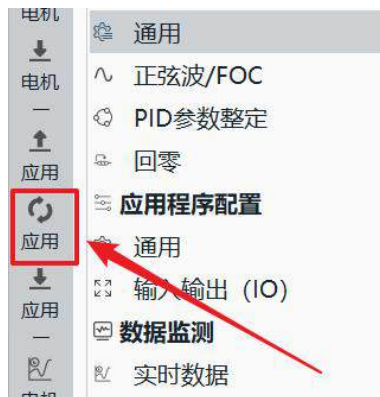 电机
通用
电机
正弦波/FOC
PID参数整定
应用
回零
应用程序配置
应用
通用
输入输出（IO）
应用
数据监测
实时数据
电机